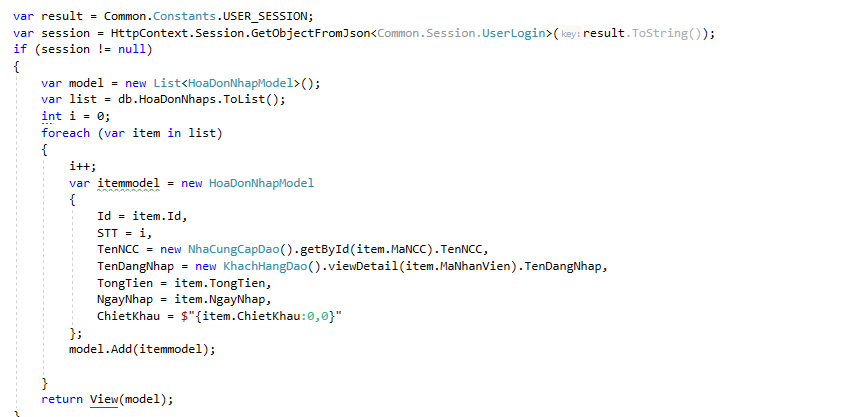 var result = Common.Constants.USER_SESSION;
var session = HttpContext.Session.GetObjectFromJson<Common.Session.UserLogin>(key:result.ToString());
if (session != null)
{
var model = new List<HoaDonNhapModel>();
var list = db.HoaDonNhaps.ToList();
int i = 0;
foreach (var item in list)
{
i++;
var itemmodel = new HoaDonNhapModel
{
Id = item.Id,
STT = i,
TenNCC = new NhaCungCapDao().getById(item.MaNCC).TenNCC,
TenDangNhap = new KhachHangDao().viewDetail(item.MaNhanVien).TenDangNhap,
TongTien = item.TongTien,
NgayNhap = item.NgayNhap,
ChietKhau = $"{item.ChietKhau:0,0}"
};
model.Add(itemmodel);
}
return View(model);
}